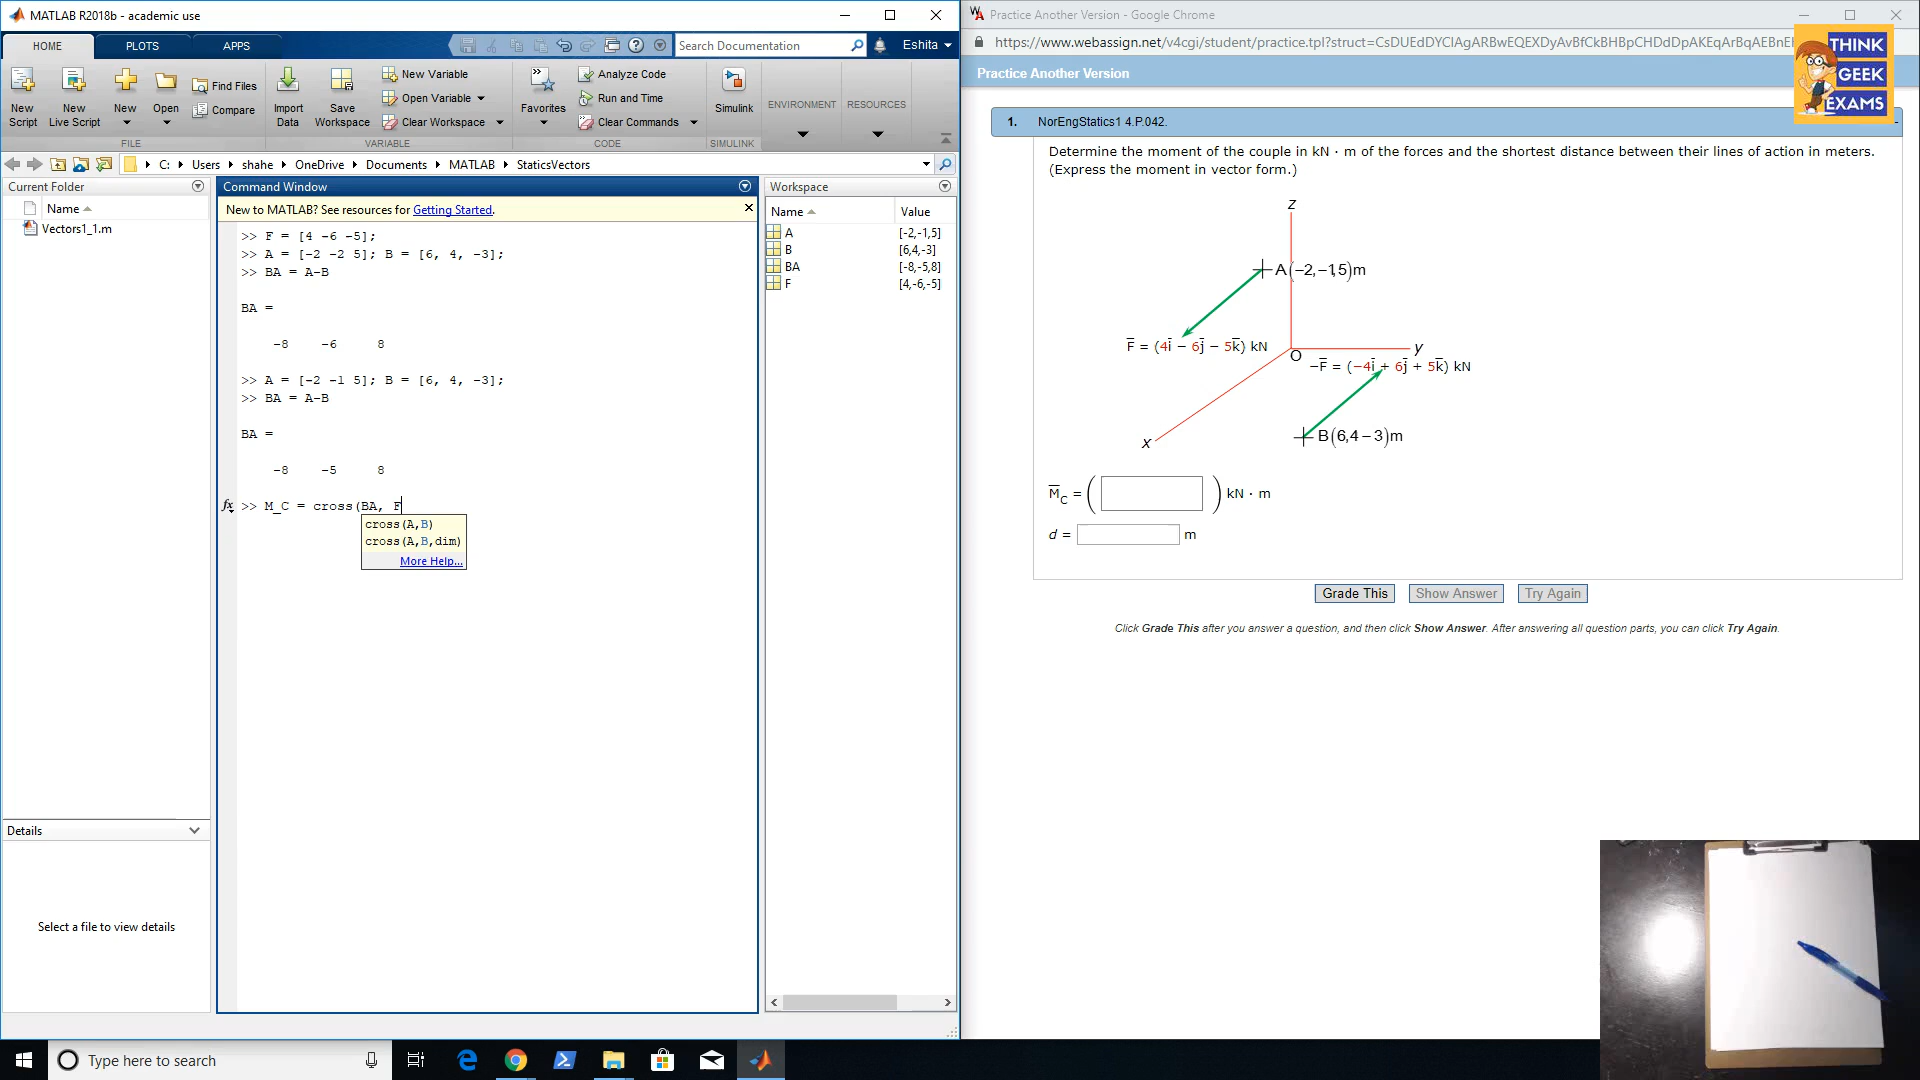 MATLAB R2018b - academic use
HOME PLOTS APPS
Search Documentation
Eshita
New Script
New Live Script
New
Open
Find Files
Compare
Import Data
Save Workspace
New Variable
Open Variable
Clear Workspace
Favorites
Analyze Code
Run and Time
Clear Commands
Simulink
ENVIRONMENT
RESOURCES
FILE VARIABLE CODE SIMULINK
C: Users shahe OneDrive Documents MATLAB StaticsVectors
Current Folder
Name
Vectors1_1.m
Details
Select a file to view details
Command Window
New to MATLAB? See resources for Getting Started.
>> F = [4 -6 -5];
>> A = [-2 -2 5]; B = [6, 4, -3];
>> BA = A-B
BA =
-8 -6 8
>> A = [-2 -1 5]; B = [6, 4, -3];
>> BA = A-B
BA =
-8 -5 8
fx >> M_C = cross(BA, F
cross(A,B)
cross(A,B,dim)
More Help...
Workspace
Name Value
A [-2,-1,5]
B [6,4,-3]
BA [-8,-5,8]
F [4,-6,-5]
Practice Another Version - Google Chrome
https://www.webassign.net/v4cgi/student/practice.tpl?struct=CsDUEdDYCIAgARBwEQEXDyAvBfCkBHBpCHDdDpAKEqArBqAEBnE
THINK
GEEK
EXAMS
Practice Another Version
1. NorEngStatics1 4.P.042.
Determine the moment of the couple in kN · m of the forces and the shortest distance between their lines of action in meters.
(Express the moment in vector form.)
z
A(−2,−1,5)m
F̅ = (4i̅ − 6j̅ − 5k̅) kN
O
y
−F̅ = (−4i̅ + 6j̅ + 5k̅) kN
x
B(6,4−3)m
M̅C = ( ) kN · m
d = m
Grade This Show Answer Try Again
Click Grade This after you answer a question, and then click Show Answer. After answering all question parts, you can click Try Again.
Type here to search